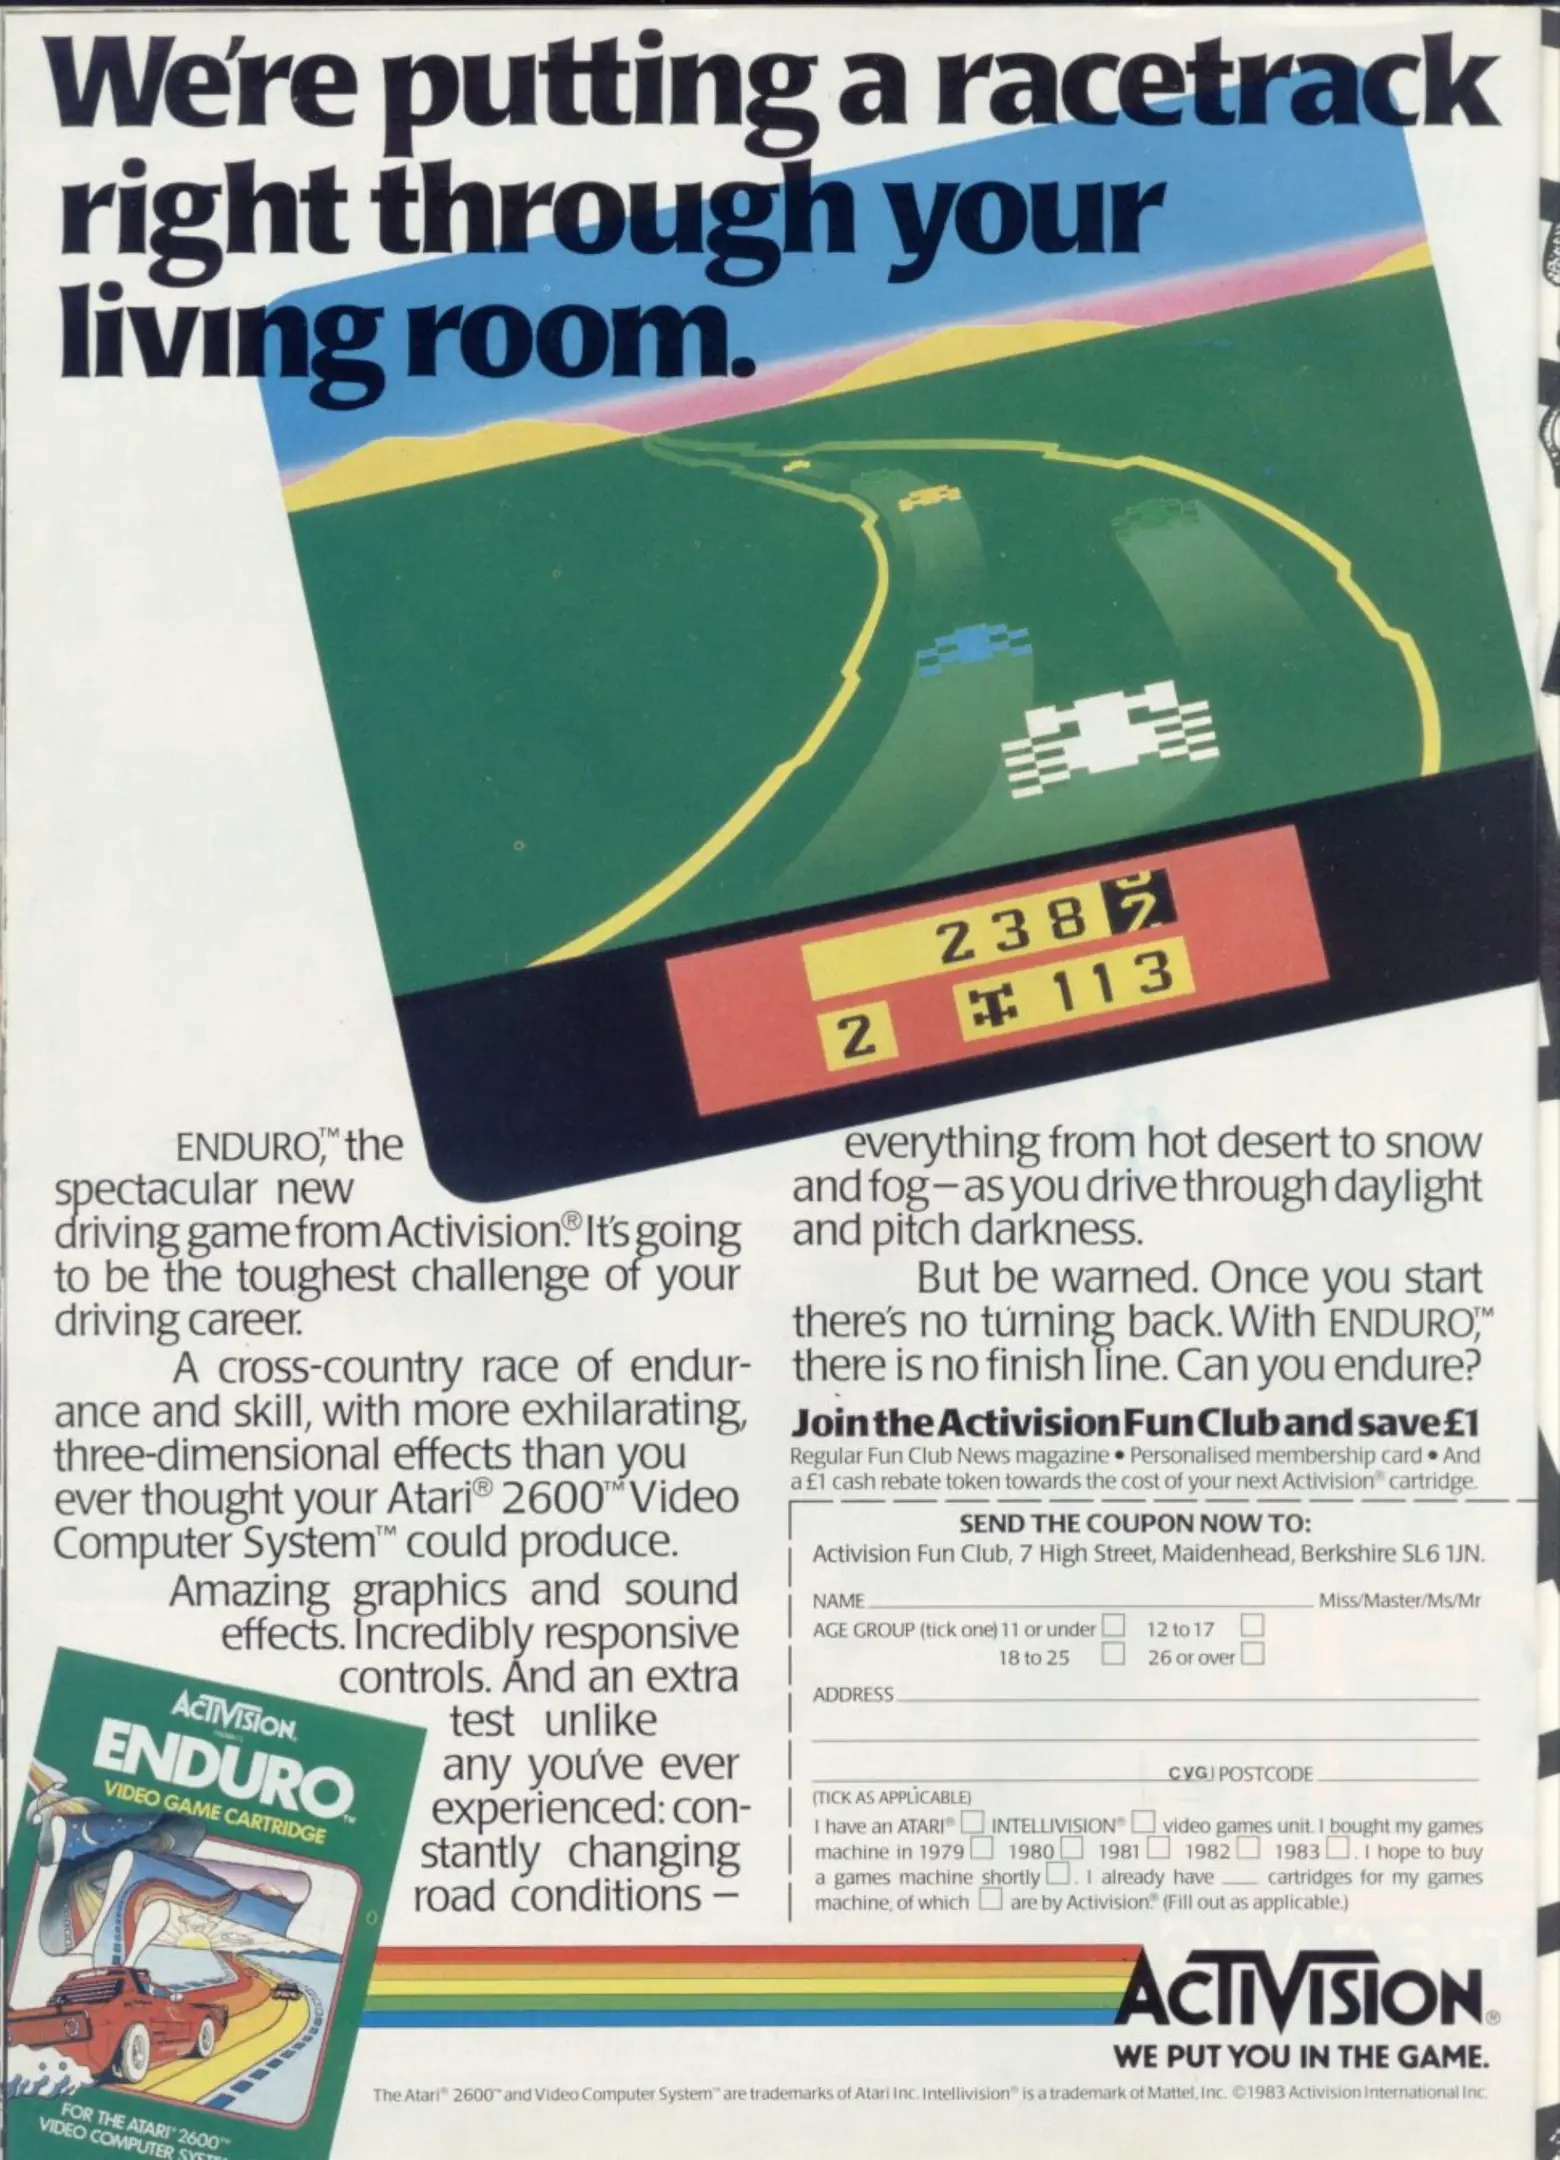 We're putting a racetrack
right through your
living room.
2 3 8 2
2 113
ENDURO,™ the
spectacular new
driving game from Activision.® It's going
to be the toughest challenge of your
driving career.
A cross-country race of endur-
ance and skill, with more exhilarating,
three-dimensional effects than you
ever thought your Atari® 2600™ Video
Computer System™ could produce.
Amazing graphics and sound
effects. Incredibly responsive
controls. And an extra
test unlike
any you've ever
experienced: con-
stantly changing
road conditions –
everything from hot desert to snow
and fog – as you drive through daylight
and pitch darkness.
But be warned. Once you start
there's no turning back. With ENDURO,™
there is no finish line. Can you endure?
Join the Activision Fun Club and save £1
Regular Fun Club News magazine • Personalised membership card • And
a £1 cash rebate token towards the cost of your next Activision® cartridge.
SEND THE COUPON NOW TO:
Activision Fun Club, 7 High Street, Maidenhead, Berkshire SL6 1JN.
NAME Miss/Master/Ms/Mr
AGE GROUP (tick one) 11 or under 12 to 17
18 to 25 26 or over
ADDRESS
CVG1 POSTCODE
(TICK AS APPLICABLE)
I have an ATARI® INTELLIVISION® video games unit. I bought my games
machine in 1979 1980 1981 1982 1983 . I hope to buy
a games machine shortly . I already have ___ cartridges for my games
machine, of which are by Activision.® (Fill out as applicable.)
ACTIVISION®
PRESENTS
ENDURO™
VIDEO GAME CARTRIDGE
FOR THE ATARI® 2600™
VIDEO COMPUTER SYSTE
ACTIVISION®
WE PUT YOU IN THE GAME.
The Atari® 2600™ and Video Computer System™ are trademarks of Atari Inc. Intellivision® is a trademark of Mattel, Inc. ©1983 Activision International Inc.